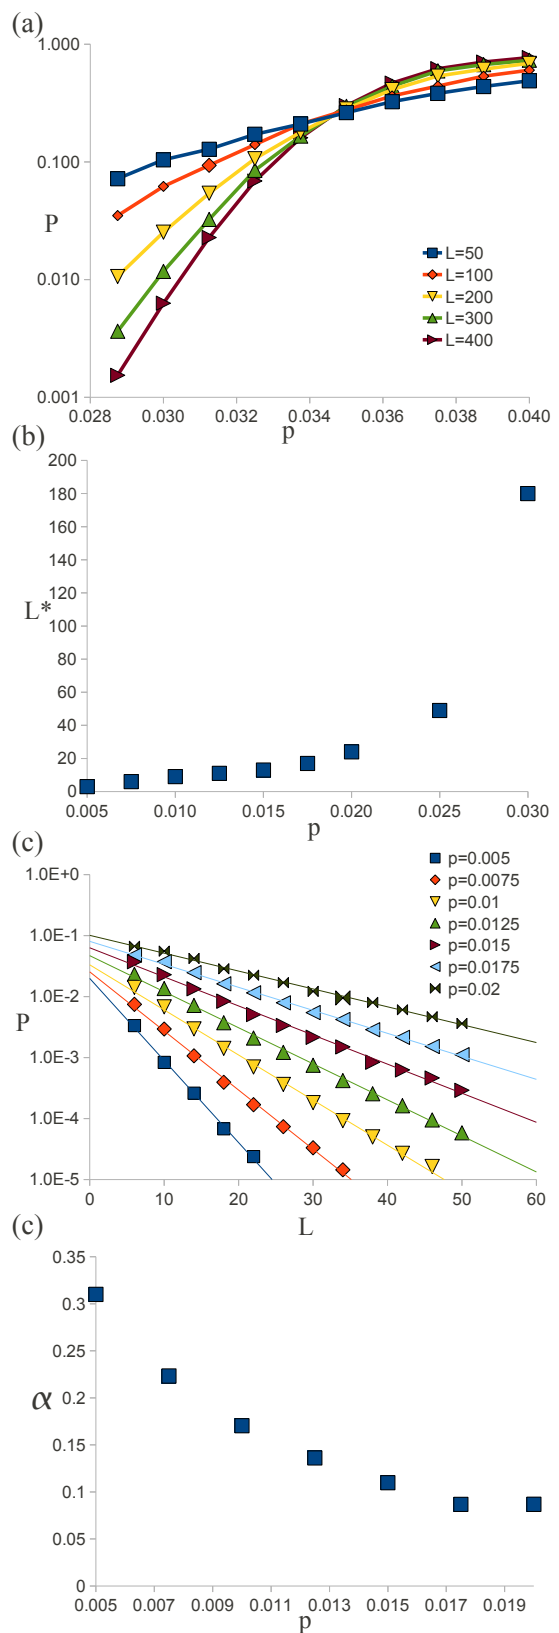 (a)
1.000
0.100
P
0.010
0.001
L=50
L=100
L=200
L=300
L=400
0.028 0.030 0.032 0.034 0.036 0.038 0.040
p
(b)
200
180
160
140
120
L*
100
80
60
40
20
0
0.005 0.010 0.015 0.020 0.025 0.030
p
(c)
p=0.005
p=0.0075
p=0.01
p=0.0125
p=0.015
p=0.0175
p=0.02
1.0E+0
1.0E-1
1.0E-2
P
1.0E-3
1.0E-4
1.0E-5
0 10 20 30 40 50 60
L
(c)
0.35
0.3
0.25
0.2
α
0.15
0.1
0.05
0
0.005 0.007 0.009 0.011 0.013 0.015 0.017 0.019
p